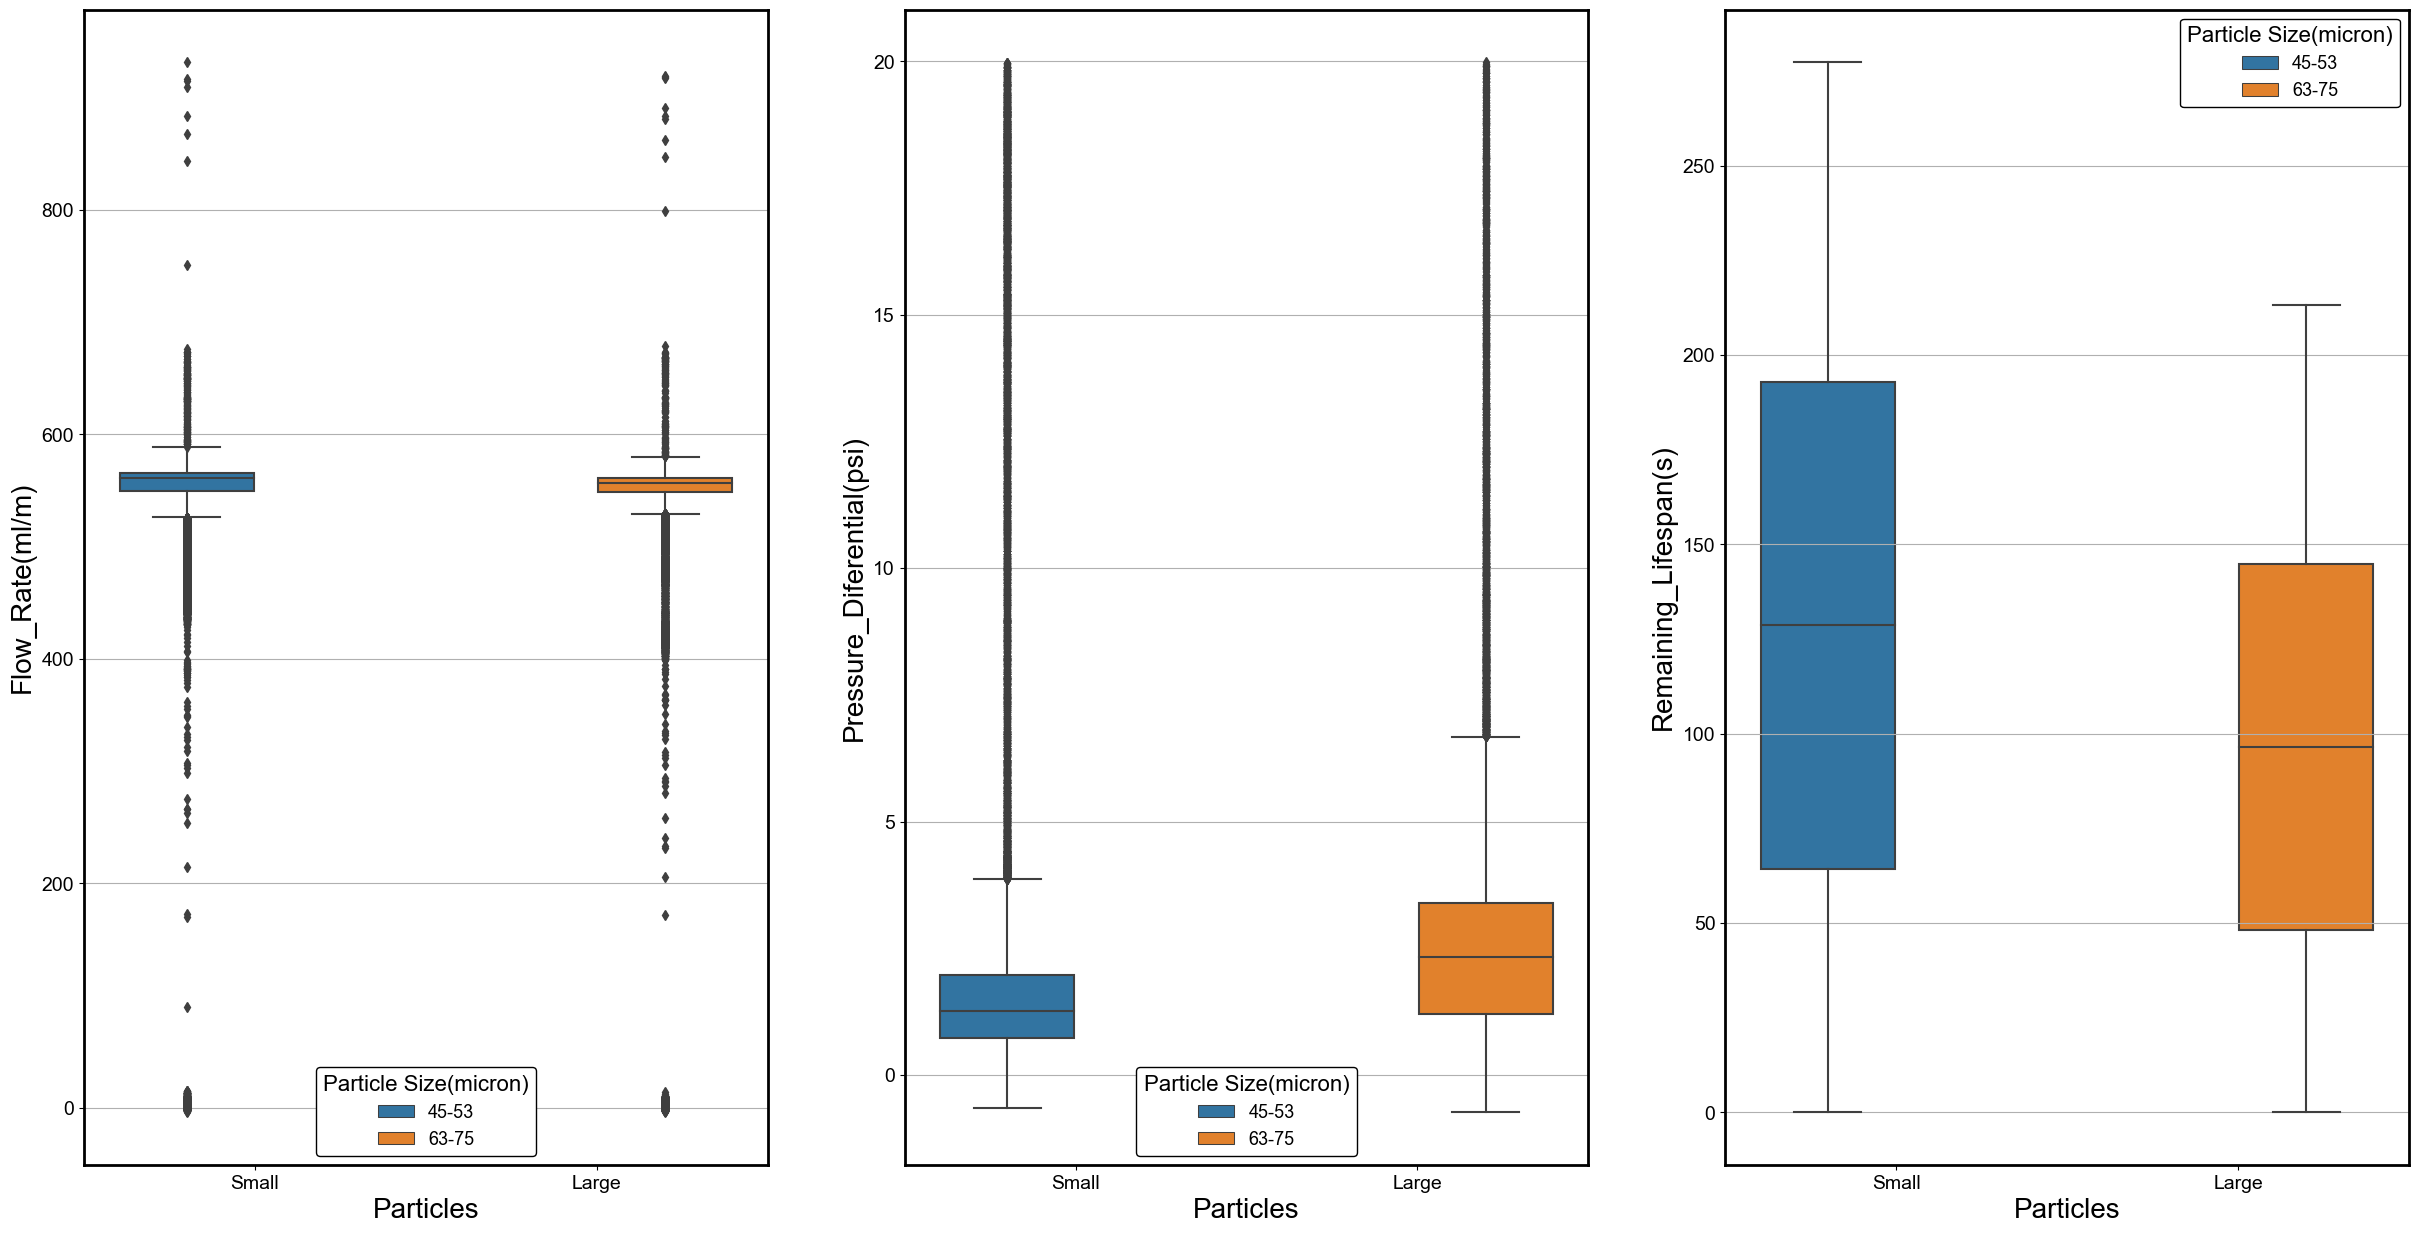 Flow_Rate(ml/m)
800
600
400
200
0
Particle Size(micron)
45-53
63-75
Small
Large
Particles
Pressure_Diferential(psi)
20
15
10
5
0
Particle Size(micron)
45-53
63-75
Small
Large
Particles
Remaining_Lifespan(s)
250
200
150
100
50
0
Particle Size(micron)
45-53
63-75
Small
Large
Particles